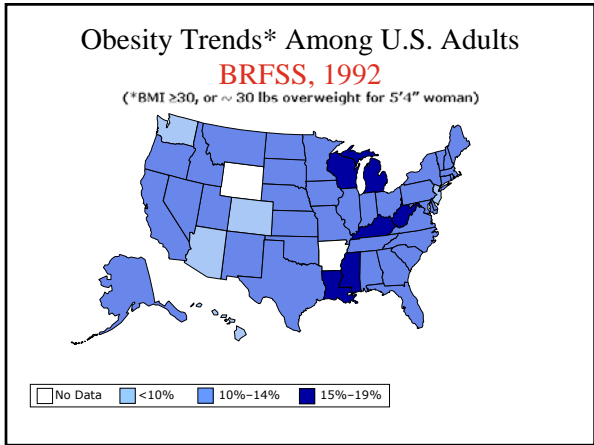 Obesity Trends* Among U.S. Adults
BRFSS, 1992
(*BMI ≥30, or ~ 30 lbs overweight for 5'4" woman)
No Data <10% 10%–14% 15%–19%